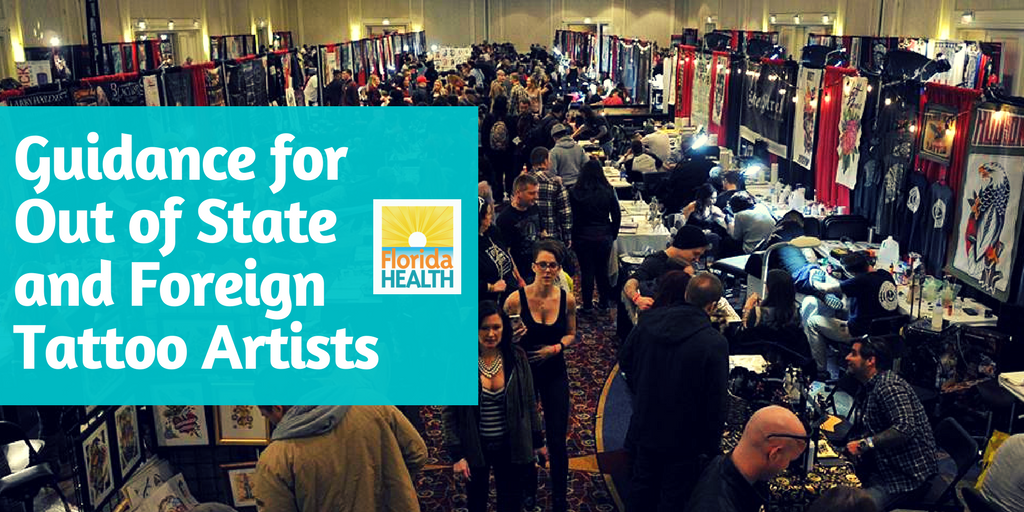 Guidance for
Out of State
and Foreign
Tattoo Artists
Florida
HEALTH